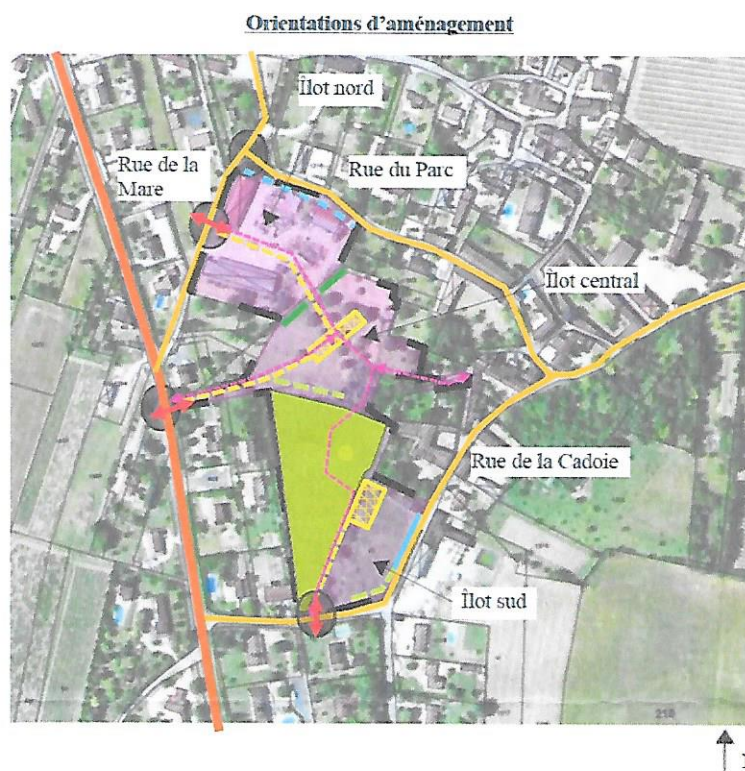 Orientations d'aménagement
Îlot nord
Rue de la
Mare
Rue du Parc
Îlot central
Rue de la Cadoie
Îlot sud